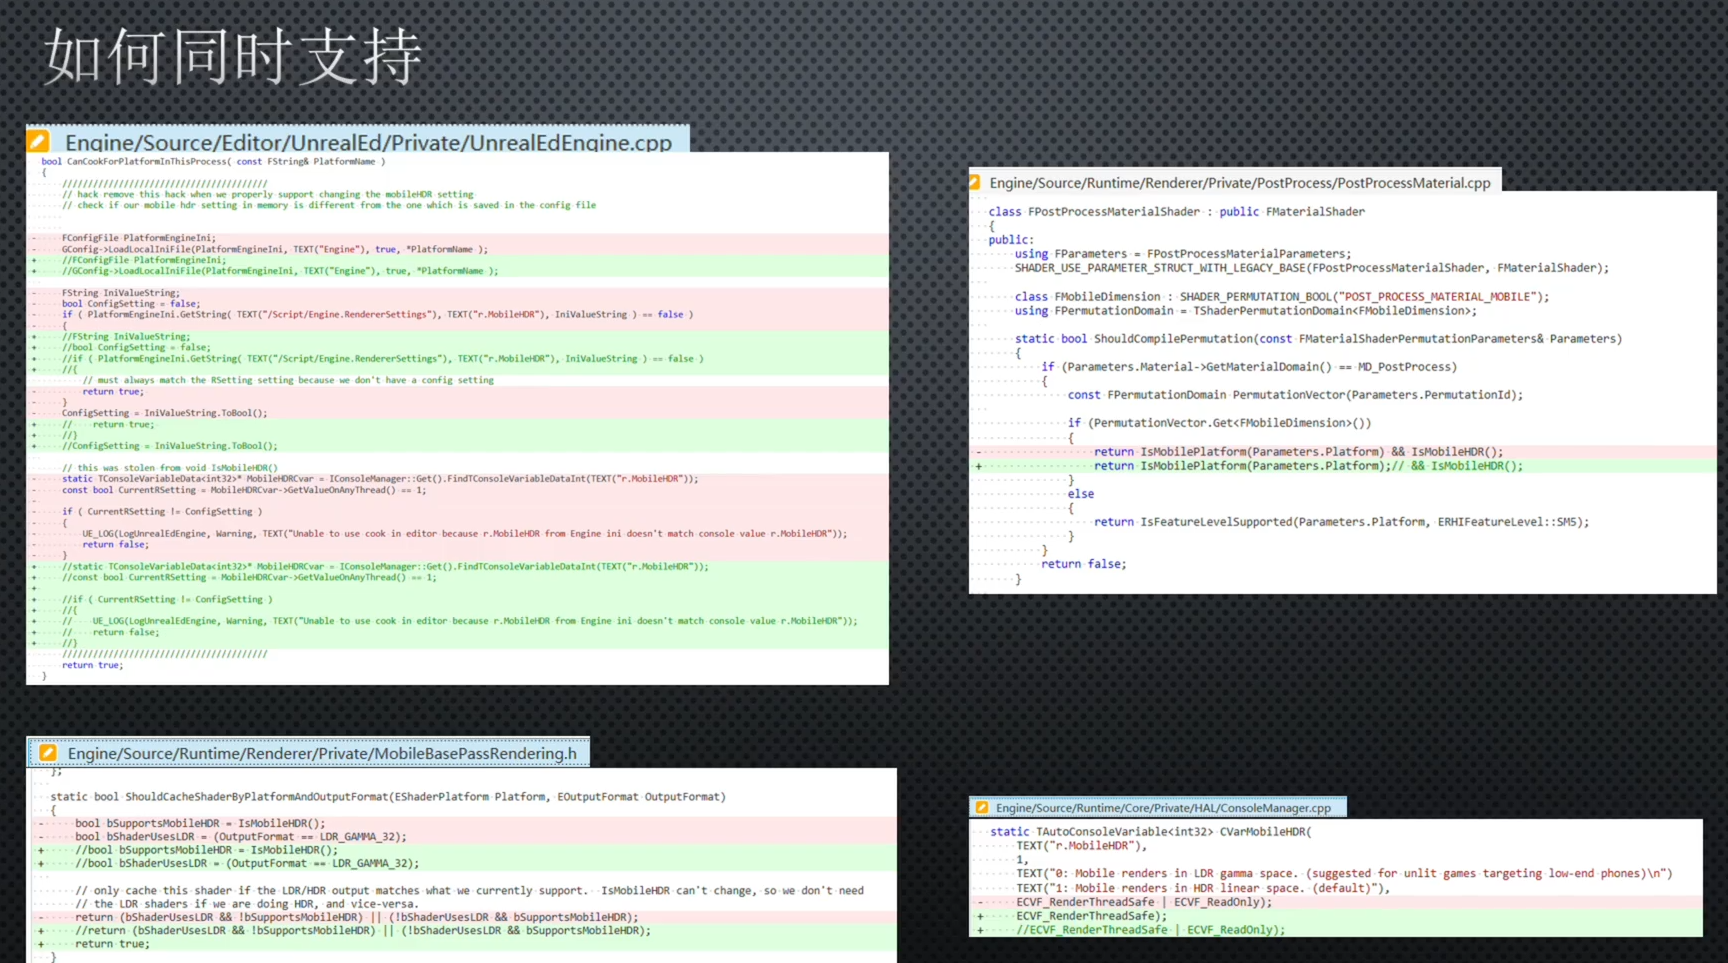 如何同时支持
Engine/Source/Editor/UnrealEd/Private/UnrealEdEngine.cpp
bool CanCookForPlatformInThisProcess( const FString& PlatformName )
{
////////////////////////////////////////
// hack remove this hack when we properly support changing the mobileHDR setting
// check if our mobile hdr setting in memory is different from the one which is saved in the config file
- FConfigFile PlatformEngineIni;
- GConfig->LoadLocalIniFile(PlatformEngineIni, TEXT("Engine"), true, *PlatformName );
+ //FConfigFile PlatformEngineIni;
+ //GConfig->LoadLocalIniFile(PlatformEngineIni, TEXT("Engine"), true, *PlatformName );
- FString IniValueString;
- bool ConfigSetting = false;
- if ( PlatformEngineIni.GetString( TEXT("/Script/Engine.RendererSettings"), TEXT("r.MobileHDR"), IniValueString ) == false )
- {
+ //FString IniValueString;
+ //bool ConfigSetting = false;
+ //if ( PlatformEngineIni.GetString( TEXT("/Script/Engine.RendererSettings"), TEXT("r.MobileHDR"), IniValueString ) == false )
+ //{
// must always match the RSetting setting because we don't have a config setting
- return true;
- }
- ConfigSetting = IniValueString.ToBool();
+ // return true;
+ //}
+ //ConfigSetting = IniValueString.ToBool();
// this was stolen from void IsMobileHDR()
- static TConsoleVariableData<int32>* MobileHDRCvar = IConsoleManager::Get().FindTConsoleVariableDataInt(TEXT("r.MobileHDR"));
- const bool CurrentRSetting = MobileHDRCvar->GetValueOnAnyThread() == 1;
-
- if ( CurrentRSetting != ConfigSetting )
- {
- UE_LOG(LogUnrealEdEngine, Warning, TEXT("Unable to use cook in editor because r.MobileHDR from Engine ini doesn't match console value r.MobileHDR"));
- return false;
- }
+ //static TConsoleVariableData<int32>* MobileHDRCvar = IConsoleManager::Get().FindTConsoleVariableDataInt(TEXT("r.MobileHDR"));
+ //const bool CurrentRSetting = MobileHDRCvar->GetValueOnAnyThread() == 1;
+
+ //if ( CurrentRSetting != ConfigSetting )
+ //{
+ // UE_LOG(LogUnrealEdEngine, Warning, TEXT("Unable to use cook in editor because r.MobileHDR from Engine ini doesn't match console value r.MobileHDR"));
+ // return false;
+ //}
////////////////////////////////////////
return true;
}
Engine/Source/Runtime/Renderer/Private/PostProcess/PostProcessMaterial.cpp
class FPostProcessMaterialShader : public FMaterialShader
{
public:
using FParameters = FPostProcessMaterialParameters;
SHADER_USE_PARAMETER_STRUCT_WITH_LEGACY_BASE(FPostProcessMaterialShader, FMaterialShader);
class FMobileDimension : SHADER_PERMUTATION_BOOL("POST_PROCESS_MATERIAL_MOBILE");
using FPermutationDomain = TShaderPermutationDomain<FMobileDimension>;
static bool ShouldCompilePermutation(const FMaterialShaderPermutationParameters& Parameters)
{
if (Parameters.Material->GetMaterialDomain() == MD_PostProcess)
{
const FPermutationDomain PermutationVector(Parameters.PermutationId);
if (PermutationVector.Get<FMobileDimension>())
{
- return IsMobilePlatform(Parameters.Platform) && IsMobileHDR();
+ return IsMobilePlatform(Parameters.Platform);// && IsMobileHDR();
}
else
{
return IsFeatureLevelSupported(Parameters.Platform, ERHIFeatureLevel::SM5);
}
}
return false;
}
Engine/Source/Runtime/Renderer/Private/MobileBasePassRendering.h
};
static bool ShouldCacheShaderByPlatformAndOutputFormat(EShaderPlatform Platform, EOutputFormat OutputFormat)
{
- bool bSupportsMobileHDR = IsMobileHDR();
- bool bShaderUsesLDR = (OutputFormat == LDR_GAMMA_32);
+ //bool bSupportsMobileHDR = IsMobileHDR();
+ //bool bShaderUsesLDR = (OutputFormat == LDR_GAMMA_32);
// only cache this shader if the LDR/HDR output matches what we currently support.  IsMobileHDR can't change, so we don't need
// the LDR shaders if we are doing HDR, and vice-versa.
- return (bShaderUsesLDR && !bSupportsMobileHDR) || (!bShaderUsesLDR && bSupportsMobileHDR);
+ //return (bShaderUsesLDR && !bSupportsMobileHDR) || (!bShaderUsesLDR && bSupportsMobileHDR);
+ return true;
}
Engine/Source/Runtime/Core/Private/HAL/ConsoleManager.cpp
static TAutoConsoleVariable<int32> CVarMobileHDR(
TEXT("r.MobileHDR"),
1,
TEXT("0: Mobile renders in LDR gamma space. (suggested for unlit games targeting low-end phones)\n")
TEXT("1: Mobile renders in HDR linear space. (default)"),
- ECVF_RenderThreadSafe | ECVF_ReadOnly);
+ ECVF_RenderThreadSafe);
+ //ECVF_RenderThreadSafe | ECVF_ReadOnly);